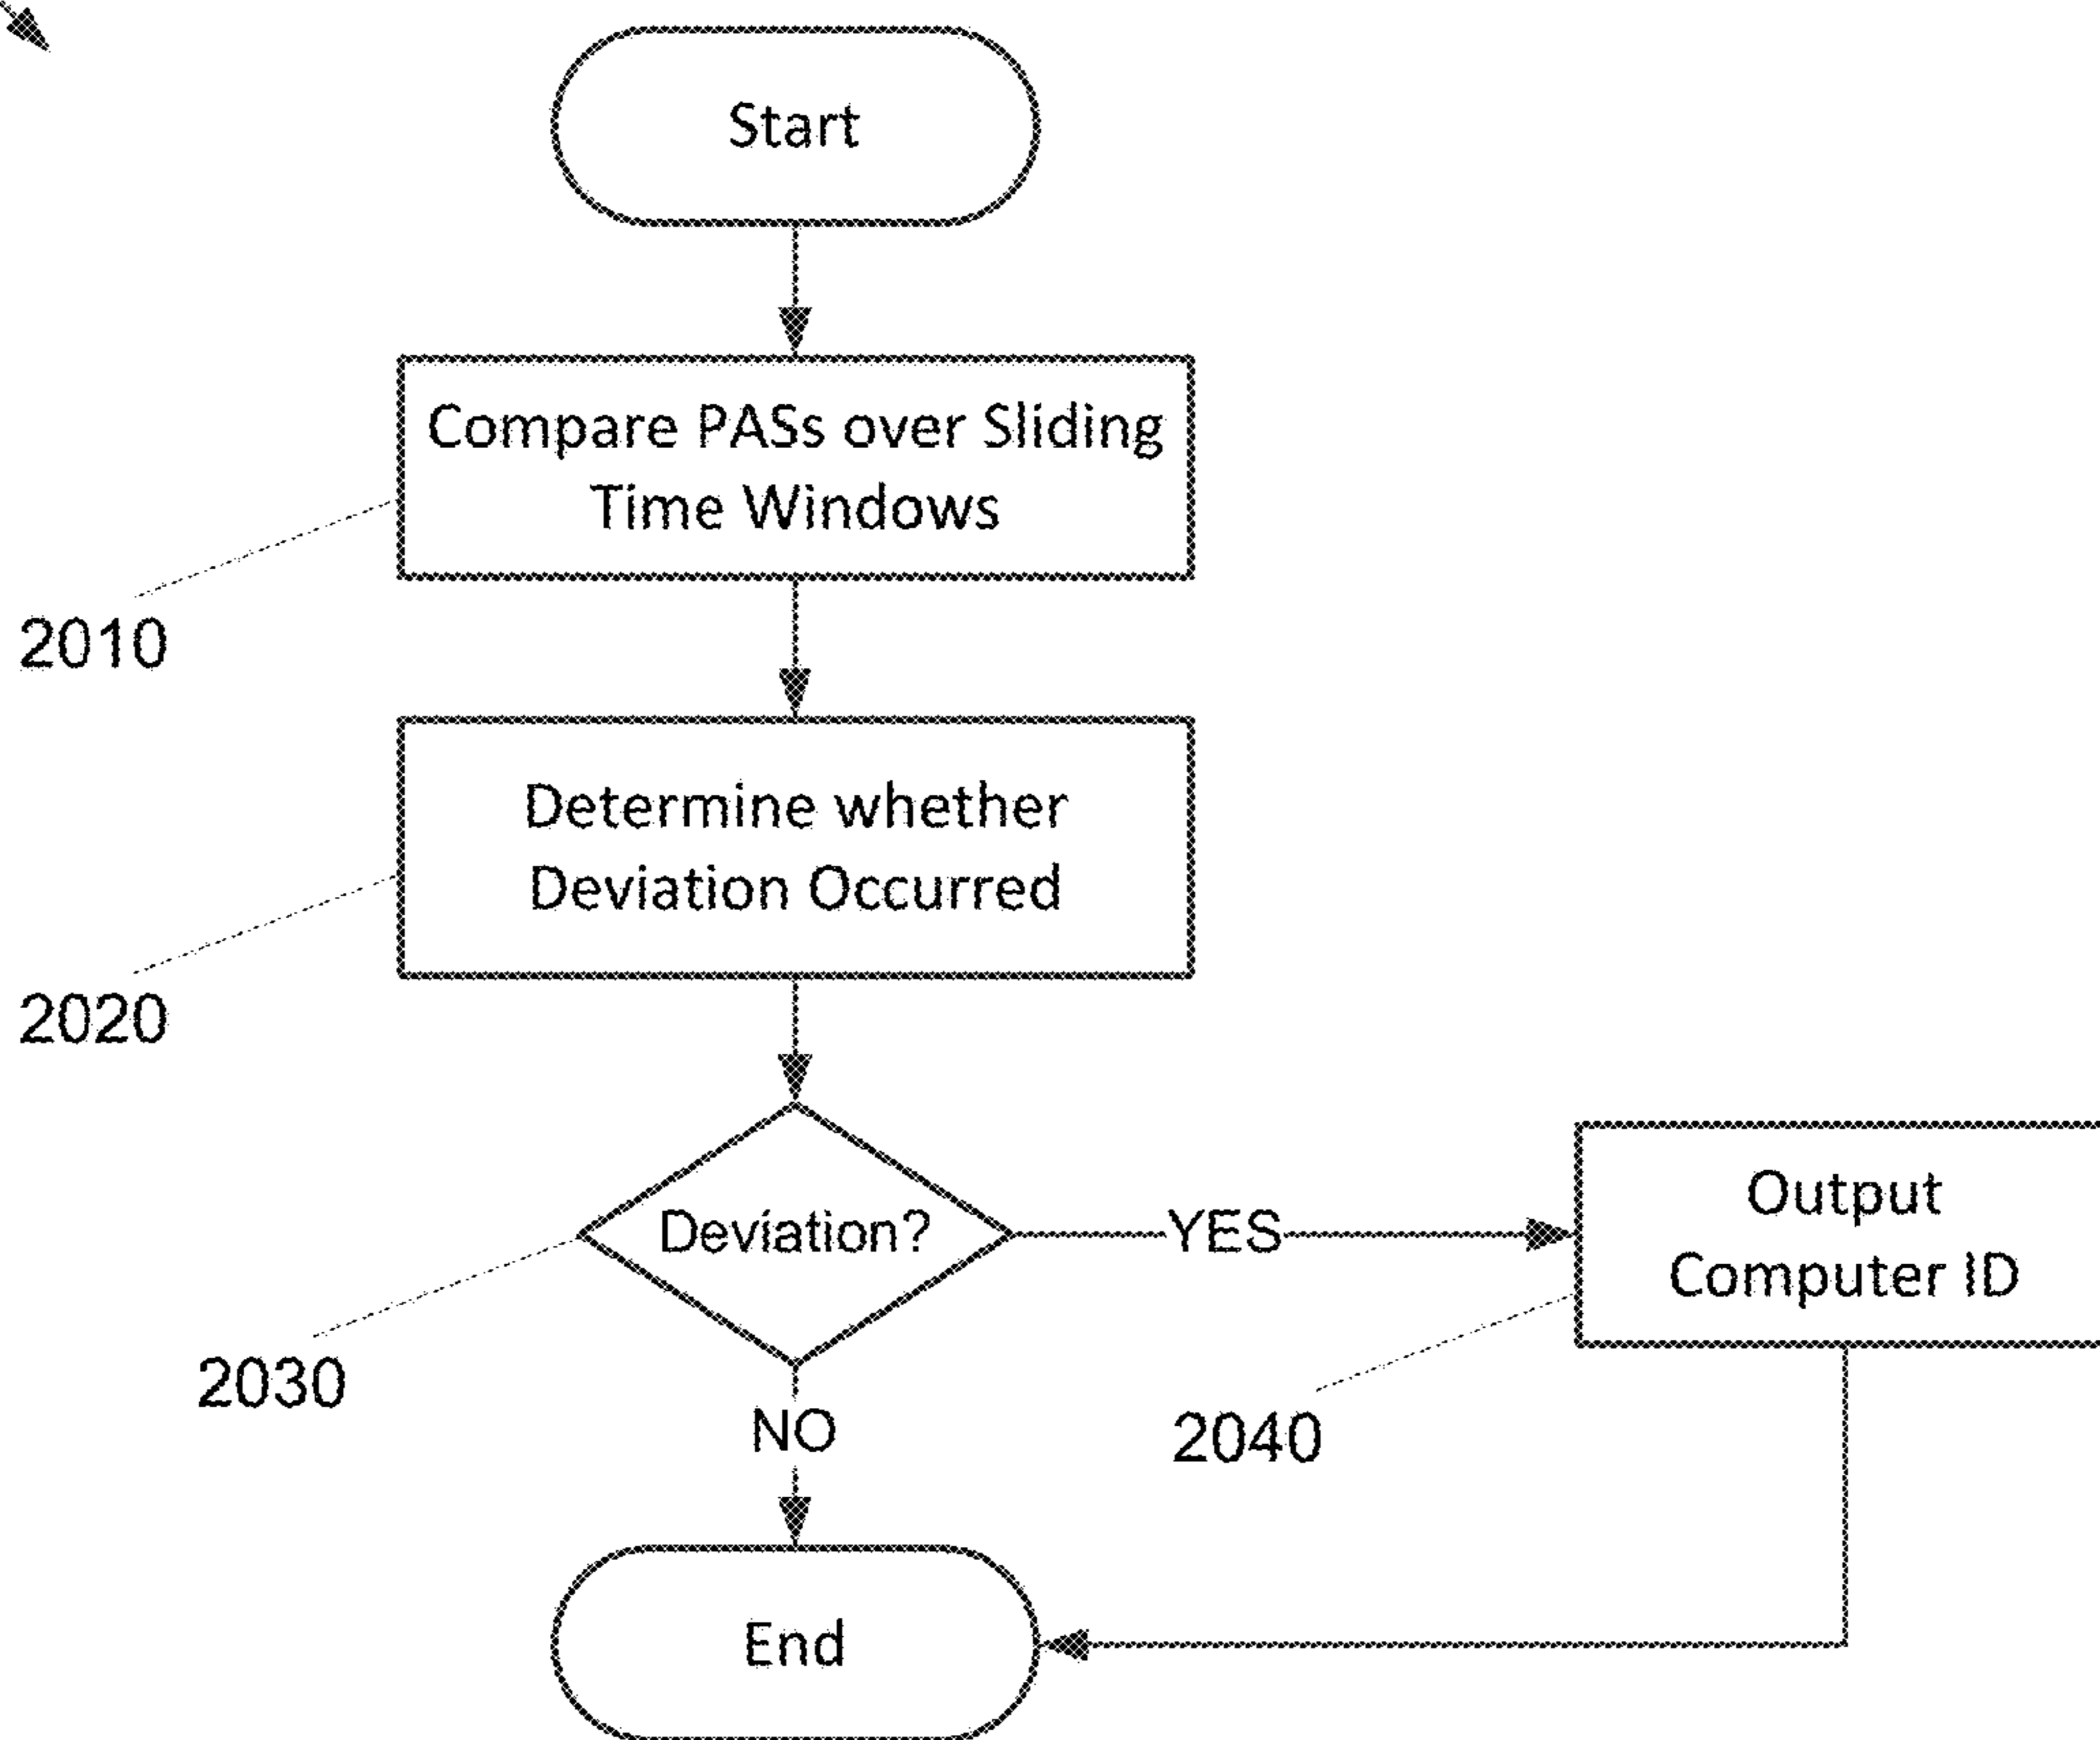 Start
Compare PASs over Sliding
Time Windows
2010
Determine whether
Deviation Occurred
2020
Deviation?
YES
Output
Computer ID
2030
NO
2040
End